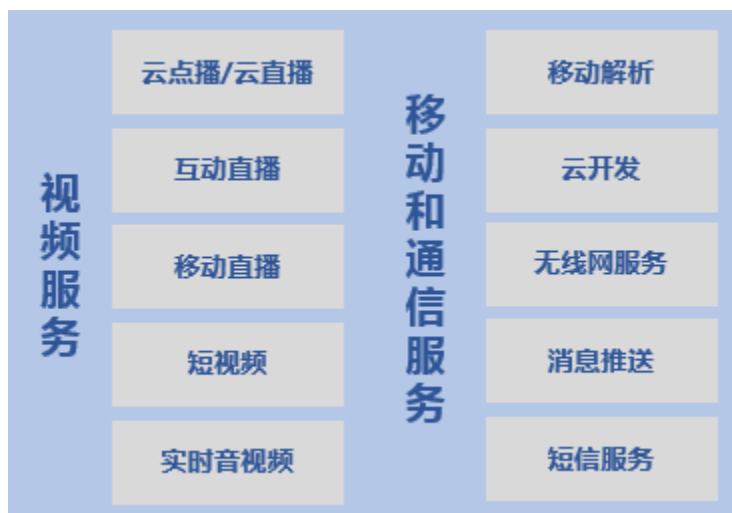 视频服务
云点播/云直播
互动直播
移动直播
短视频
实时音视频
移动和通信服务
移动解析
云开发
无线网服务
消息推送
短信服务